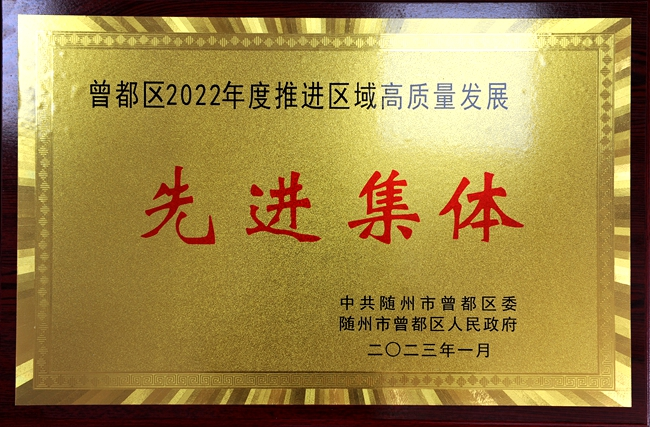 曾都区2022年度推进区域高质量发展
先进集体
中共随州市曾都区委
随州市曾都区人民政府
二〇二三年一月